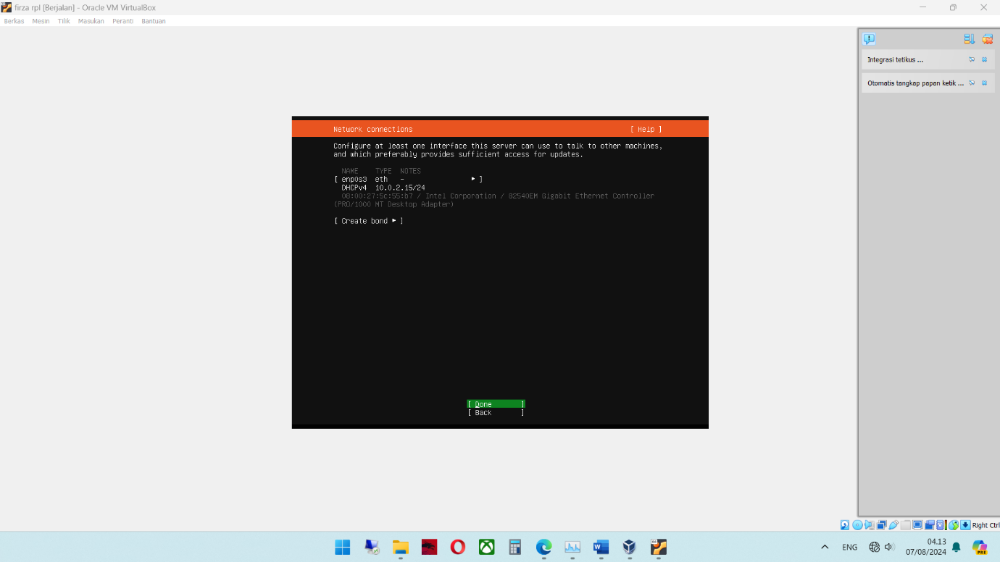 firza rpl [Berjalan] - Oracle VM VirtualBox
Berkas Mesin Tilik Masukan Peranti Bantuan
Integrasi tetikus ...
Otomatis tangkap papan ketik ...
Network connections [ Help ]
Configure at least one interface this server can use to talk to other machines,
and which preferably provides sufficient access for updates.
NAME TYPE NOTES
[ enp0s3 eth - ▸ ]
DHCPv4 10.0.2.15/24
08:00:27:5c:55:b7 / Intel Corporation / 82540EM Gigabit Ethernet Controller
(PRO/1000 MT Desktop Adapter)
[ Create bond ▸ ]
[ Done ]
[ Back ]
Right Ctrl
ENG
04.13
07/08/2024
PRE